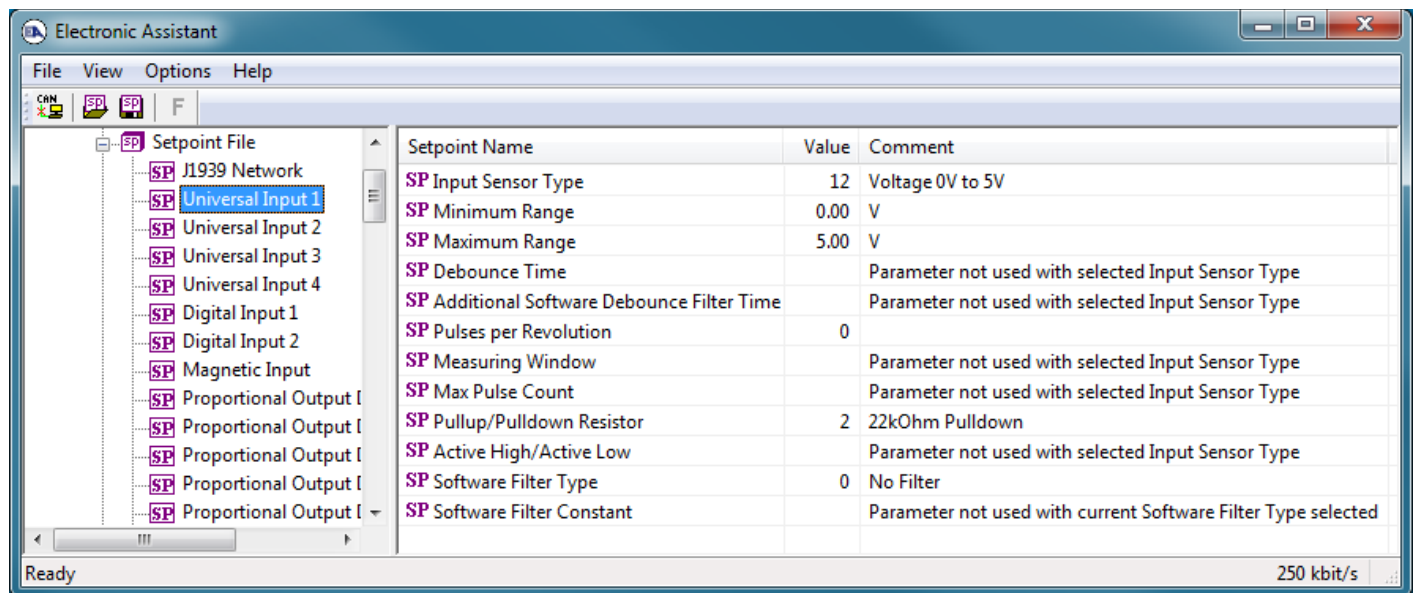 Electronic Assistant
File View Options Help
CAN SP SP F
SP Setpoint File
SP J1939 Network
SP Universal Input 1
SP Universal Input 2
SP Universal Input 3
SP Universal Input 4
SP Digital Input 1
SP Digital Input 2
SP Magnetic Input
SP Proportional Output D
SP Proportional Output D
SP Proportional Output D
SP Proportional Output D
SP Proportional Output D
Setpoint Name Value Comment
SP Input Sensor Type 12 Voltage 0V to 5V
SP Minimum Range 0.00 V
SP Maximum Range 5.00 V
SP Debounce Time Parameter not used with selected Input Sensor Type
SP Additional Software Debounce Filter Time Parameter not used with selected Input Sensor Type
SP Pulses per Revolution 0
SP Measuring Window Parameter not used with selected Input Sensor Type
SP Max Pulse Count Parameter not used with selected Input Sensor Type
SP Pullup/Pulldown Resistor 2 22kOhm Pulldown
SP Active High/Active Low Parameter not used with selected Input Sensor Type
SP Software Filter Type 0 No Filter
SP Software Filter Constant Parameter not used with current Software Filter Type selected
Ready 250 kbit/s